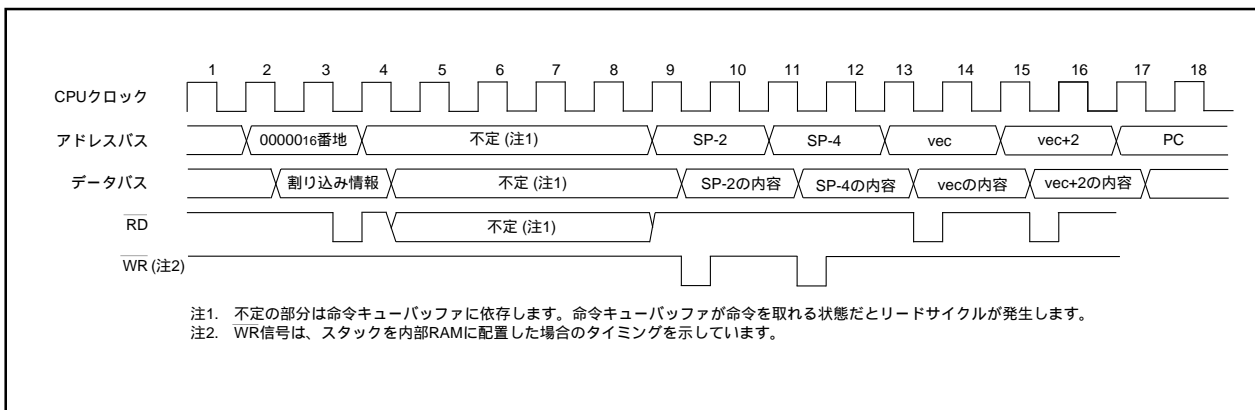 1 2 3 4 5 6 7 8 9 10 11 12 13 14 15 16 17 18
CPUクロック
アドレスバス 0000016番地 不定 (注1) SP-2 SP-4 vec vec+2 PC
データバス 割り込み情報 不定 (注1) SP-2の内容 SP-4の内容 vecの内容 vec+2の内容
RD 不定 (注1)
WR (注2)
注1. 不定の部分は命令キューバッファに依存します。命令キューバッファが命令を取れる状態だとリードサイクルが発生します。
注2. WR信号は、スタックを内部RAMに配置した場合のタイミングを示しています。